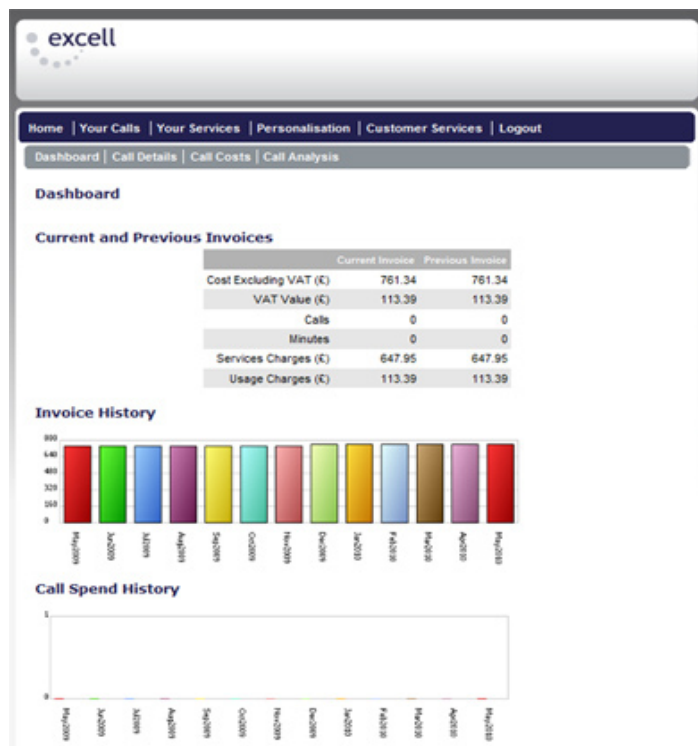 excell
Home | Your Calls | Your Services | Personalisation | Customer Services | Logout
Dashboard | Call Details | Call Costs | Call Analysis
Dashboard
Current and Previous Invoices
Current Invoice Previous Invoice
Cost Excluding VAT (£) 761.34 761.34
VAT Value (£) 113.39 113.39
Calls 0 0
Minutes 0 0
Services Charges (£) 647.95 647.95
Usage Charges (£) 113.39 113.39
Invoice History
800
640
480
320
160
0
May2009 Jun2009 Jul2009 Aug2009 Sep2009 Oct2009 Nov2009 Dec2009 Jan2010 Feb2010 Mar2010 Apr2010 May2010
Call Spend History
1
0
May2009 Jun2009 Jul2009 Aug2009 Sep2009 Oct2009 Nov2009 Dec2009 Jan2010 Feb2010 Mar2010 Apr2010 May2010